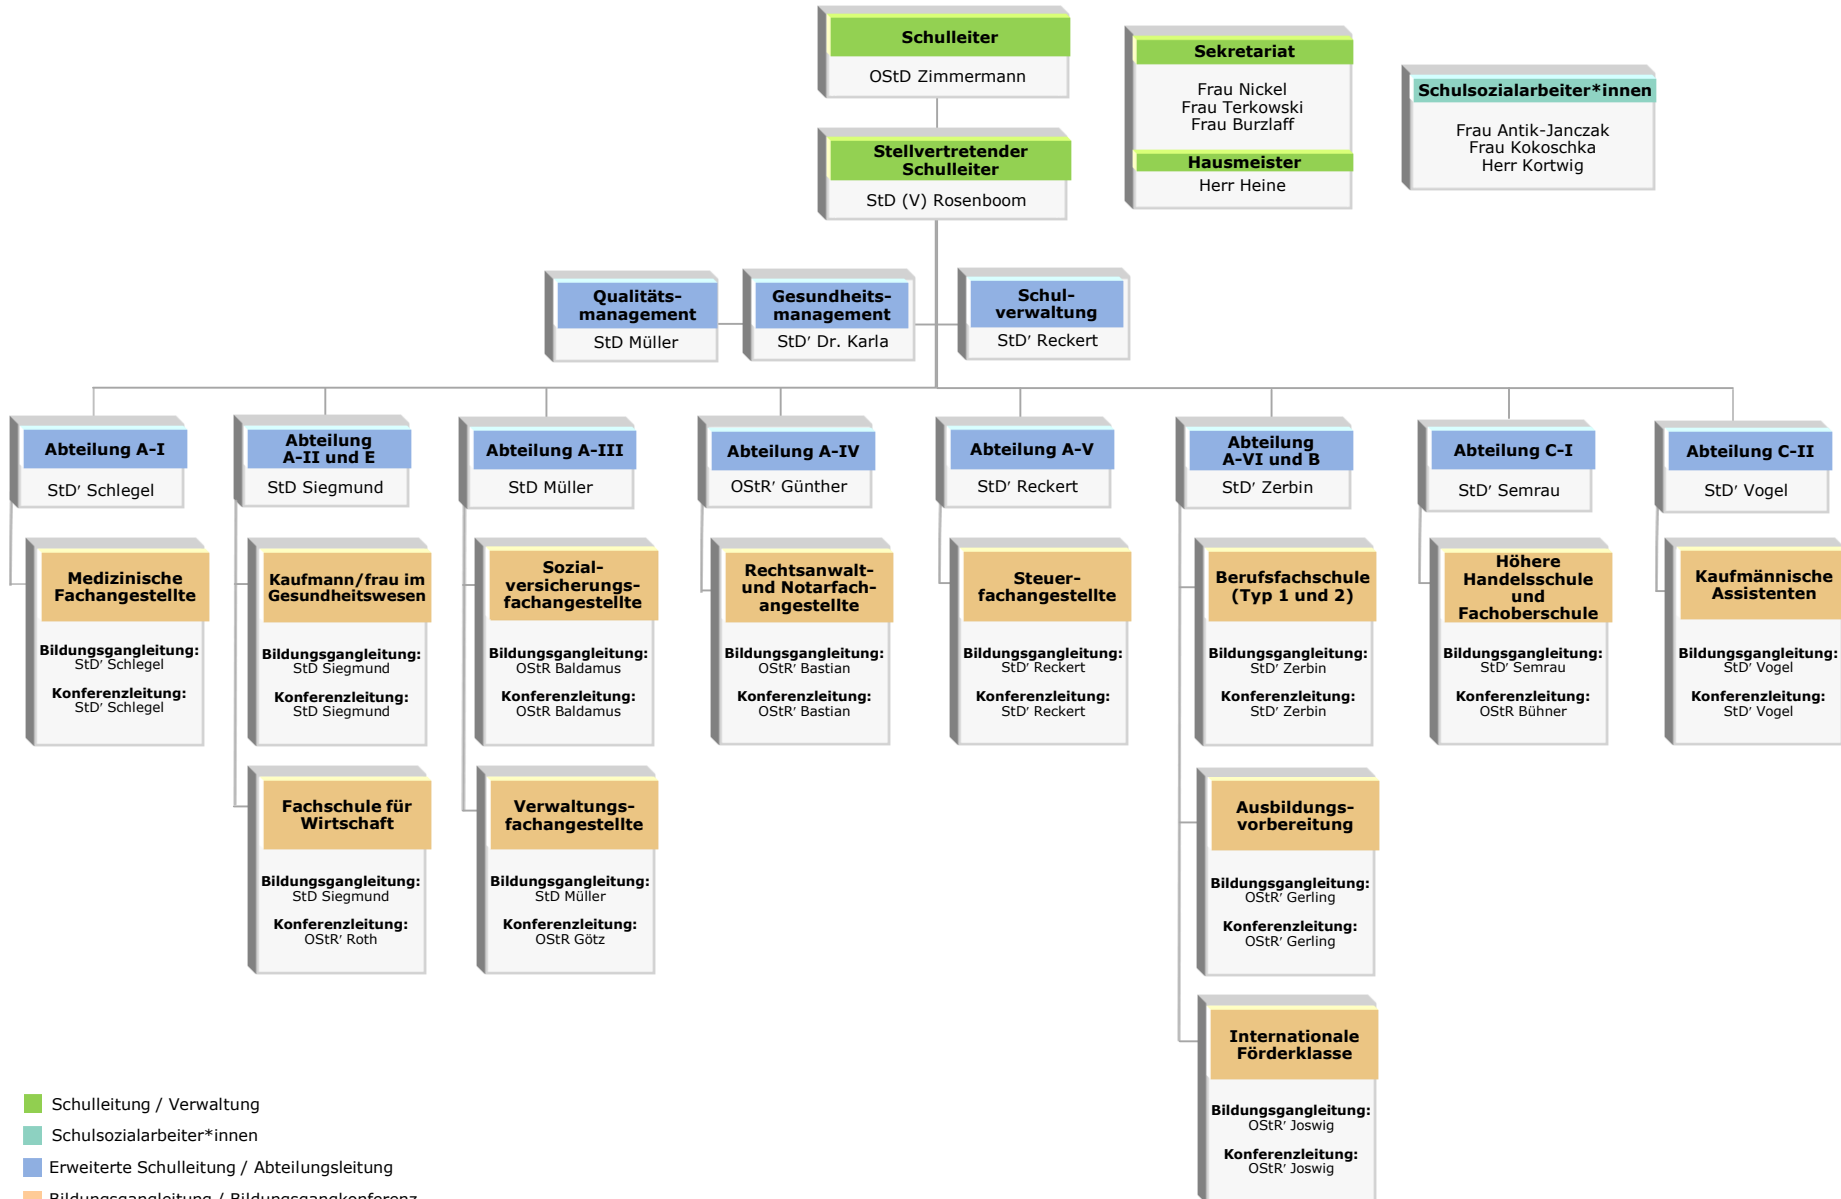 Schulleiter
OStD Zimmermann
Sekretariat
Frau Nickel
Frau Terkowski
Frau Burzlaff
Hausmeister
Herr Heine
Schulsozialarbeiter*innen
Frau Antik-Janczak
Frau Kokoschka
Herr Kortwig
Stellvertretender
Schulleiter
StD (V) Rosenboom
Qualitäts-
management
StD Müller
Gesundheits-
management
StD’ Dr. Karla
Schul-
verwaltung
StD’ Reckert
Abteilung A-I
StD’ Schlegel
Abteilung
A-II und E
StD Siegmund
Abteilung A-III
StD Müller
Abteilung A-IV
OStR’ Günther
Abteilung A-V
StD’ Reckert
Abteilung
A-VI und B
StD’ Zerbin
Abteilung C-I
StD’ Semrau
Abteilung C-II
StD’ Vogel
Medizinische
Fachangestellte
Bildungsgangleitung:
StD’ Schlegel
Konferenzleitung:
StD’ Schlegel
Kaufmann/frau im
Gesundheitswesen
Bildungsgangleitung:
StD Siegmund
Konferenzleitung:
StD Siegmund
Sozial-
versicherungs-
fachangestellte
Bildungsgangleitung:
OStR Baldamus
Konferenzleitung:
OStR Baldamus
Rechtsanwalt-
und Notarfach-
angestellte
Bildungsgangleitung:
OStR’ Bastian
Konferenzleitung:
OStR’ Bastian
Steuer-
fachangestellte
Bildungsgangleitung:
StD’ Reckert
Konferenzleitung:
StD’ Reckert
Berufsfachschule
(Typ 1 und 2)
Bildungsgangleitung:
StD’ Zerbin
Konferenzleitung:
StD’ Zerbin
Höhere
Handelsschule
und
Fachoberschule
Bildungsgangleitung:
StD’ Semrau
Konferenzleitung:
OStR Bühner
Kaufmännische
Assistenten
Bildungsgangleitung:
StD’ Vogel
Konferenzleitung:
StD’ Vogel
Fachschule für
Wirtschaft
Bildungsgangleitung:
StD Siegmund
Konferenzleitung:
OStR’ Roth
Verwaltungs-
fachangestellte
Bildungsgangleitung:
StD Müller
Konferenzleitung:
OStR Götz
Ausbildungs-
vorbereitung
Bildungsgangleitung:
OStR’ Gerling
Konferenzleitung:
OStR’ Gerling
Internationale
Förderklasse
Bildungsgangleitung:
OStR’ Joswig
Konferenzleitung:
OStR’ Joswig
Schulleitung / Verwaltung
Schulsozialarbeiter*innen
Erweiterte Schulleitung / Abteilungsleitung
Bildungsgangleitung / Bildungsgangkonferenz